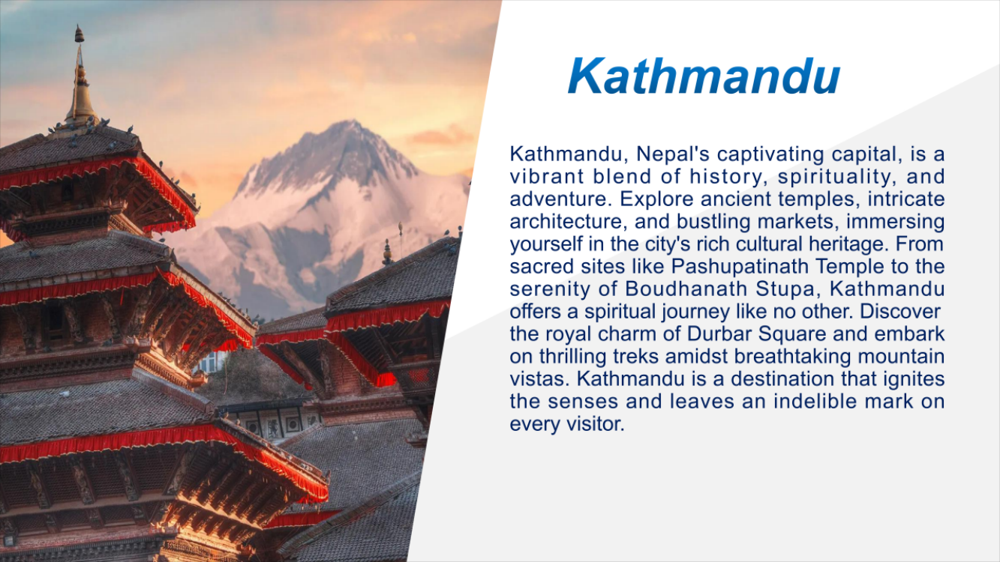 Kathmandu
Kathmandu, Nepal's captivating capital, is a
vibrant blend of history, spirituality, and
adventure. Explore ancient temples, intricate
architecture, and bustling markets, immersing
yourself in the city's rich cultural heritage. From
sacred sites like Pashupatinath Temple to the
serenity of Boudhanath Stupa, Kathmandu
offers a spiritual journey like no other. Discover
the royal charm of Durbar Square and embark
on thrilling treks amidst breathtaking mountain
vistas. Kathmandu is a destination that ignites
the senses and leaves an indelible mark on
every visitor.